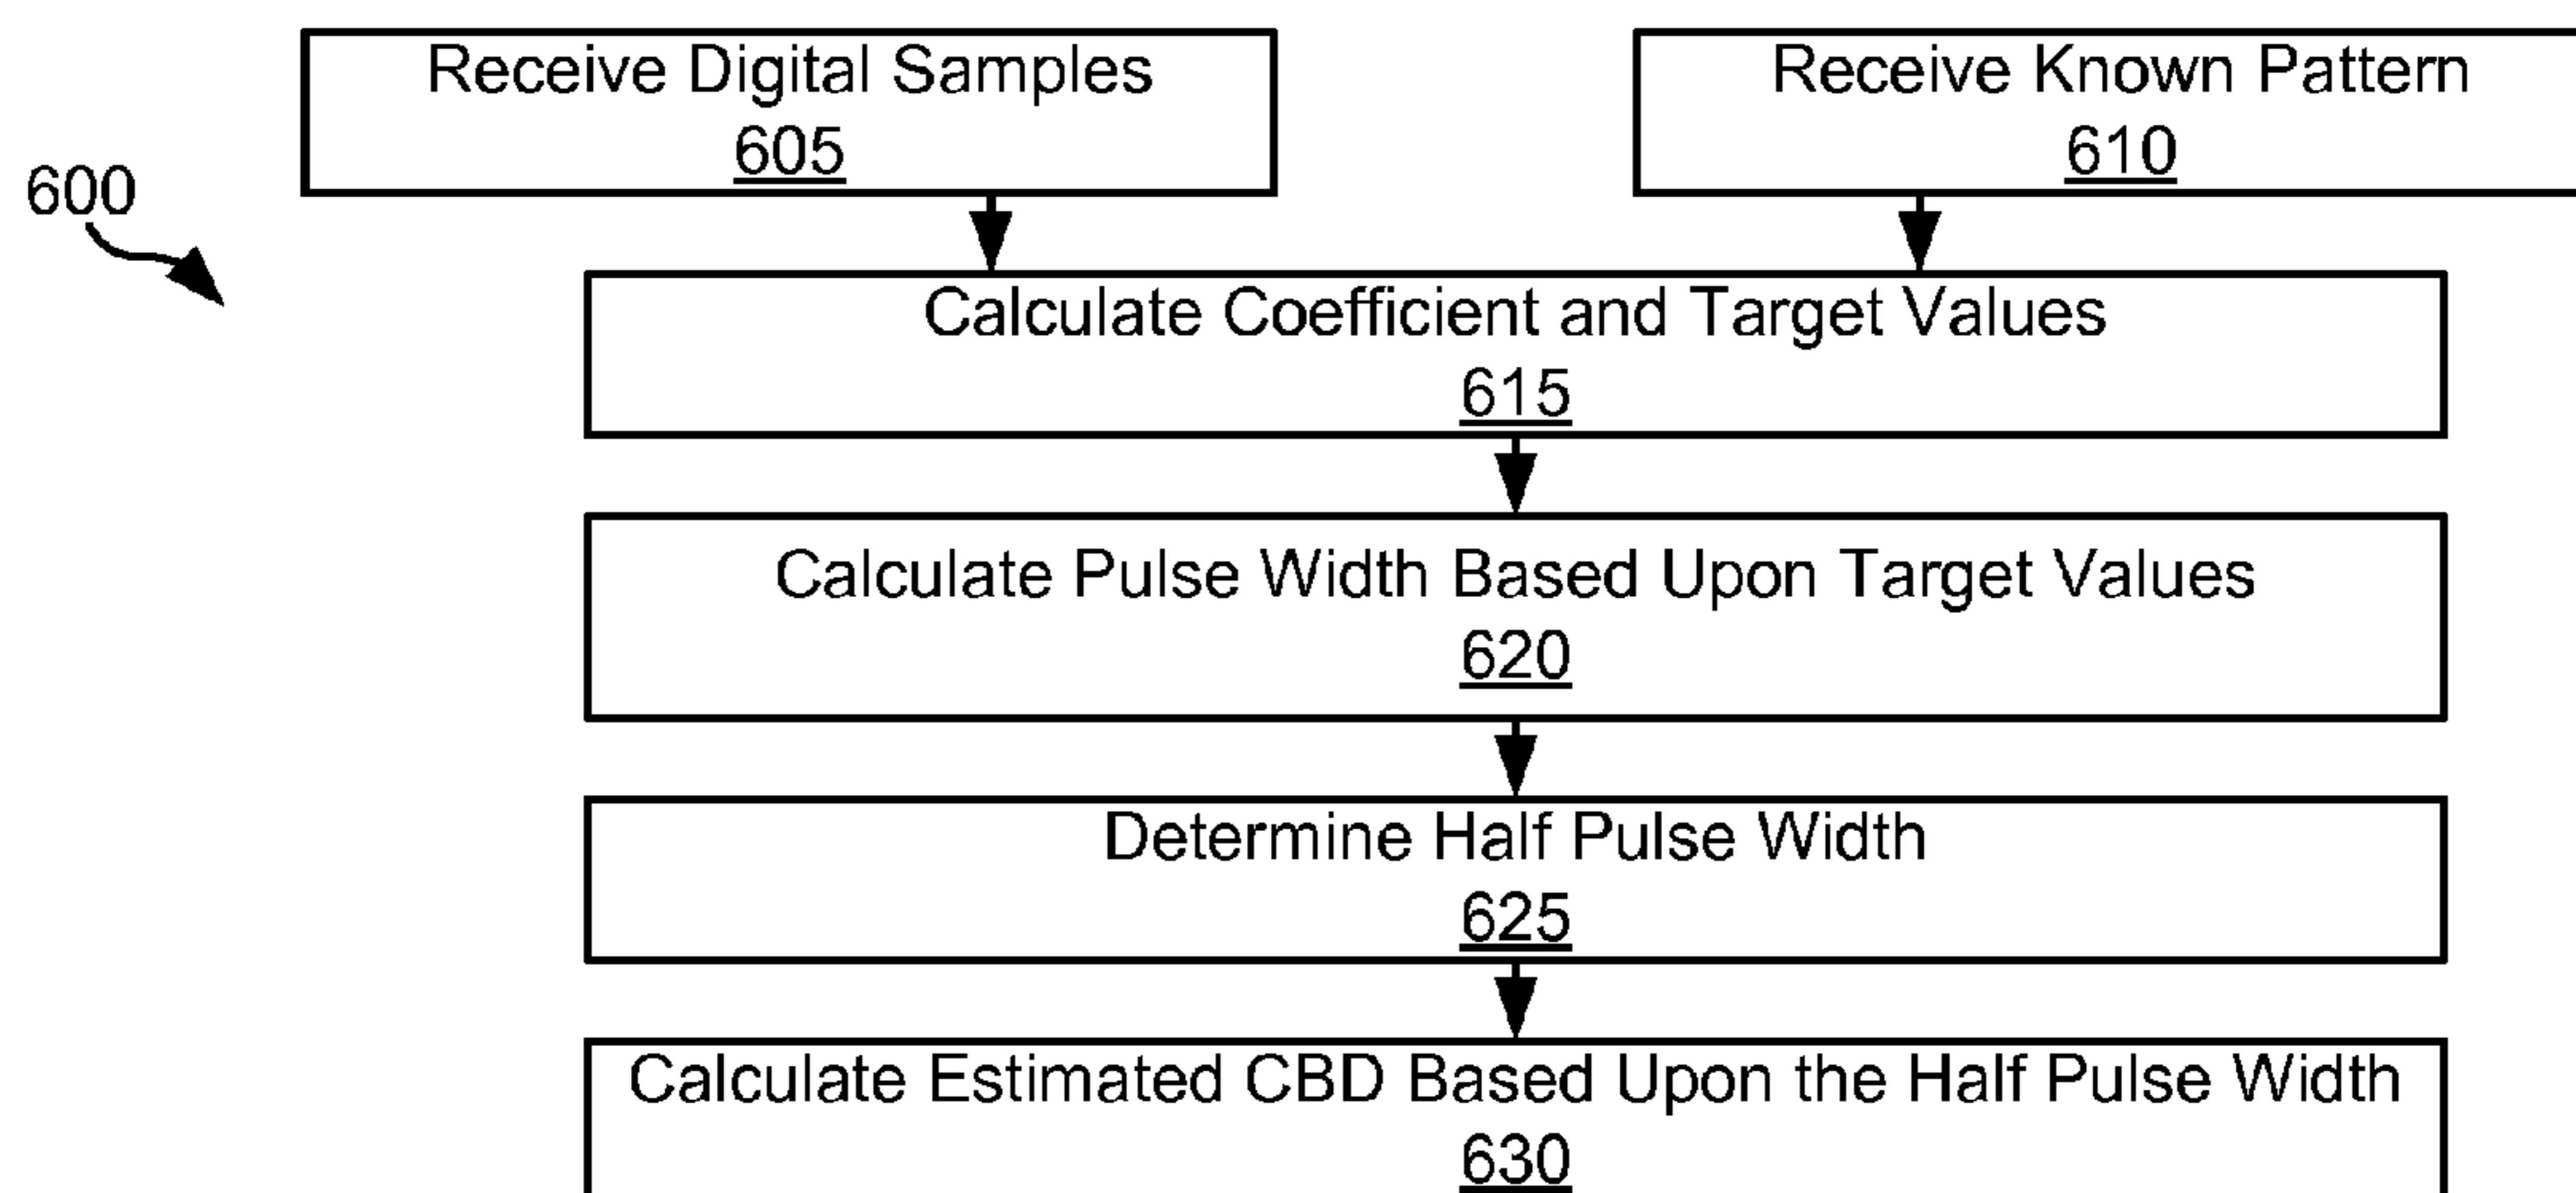 Receive Digital Samples
605
Receive Known Pattern
610
600
Calculate Coefficient and Target Values
615
Calculate Pulse Width Based Upon Target Values
620
Determine Half Pulse Width
625
Calculate Estimated CBD Based Upon the Half Pulse Width
630